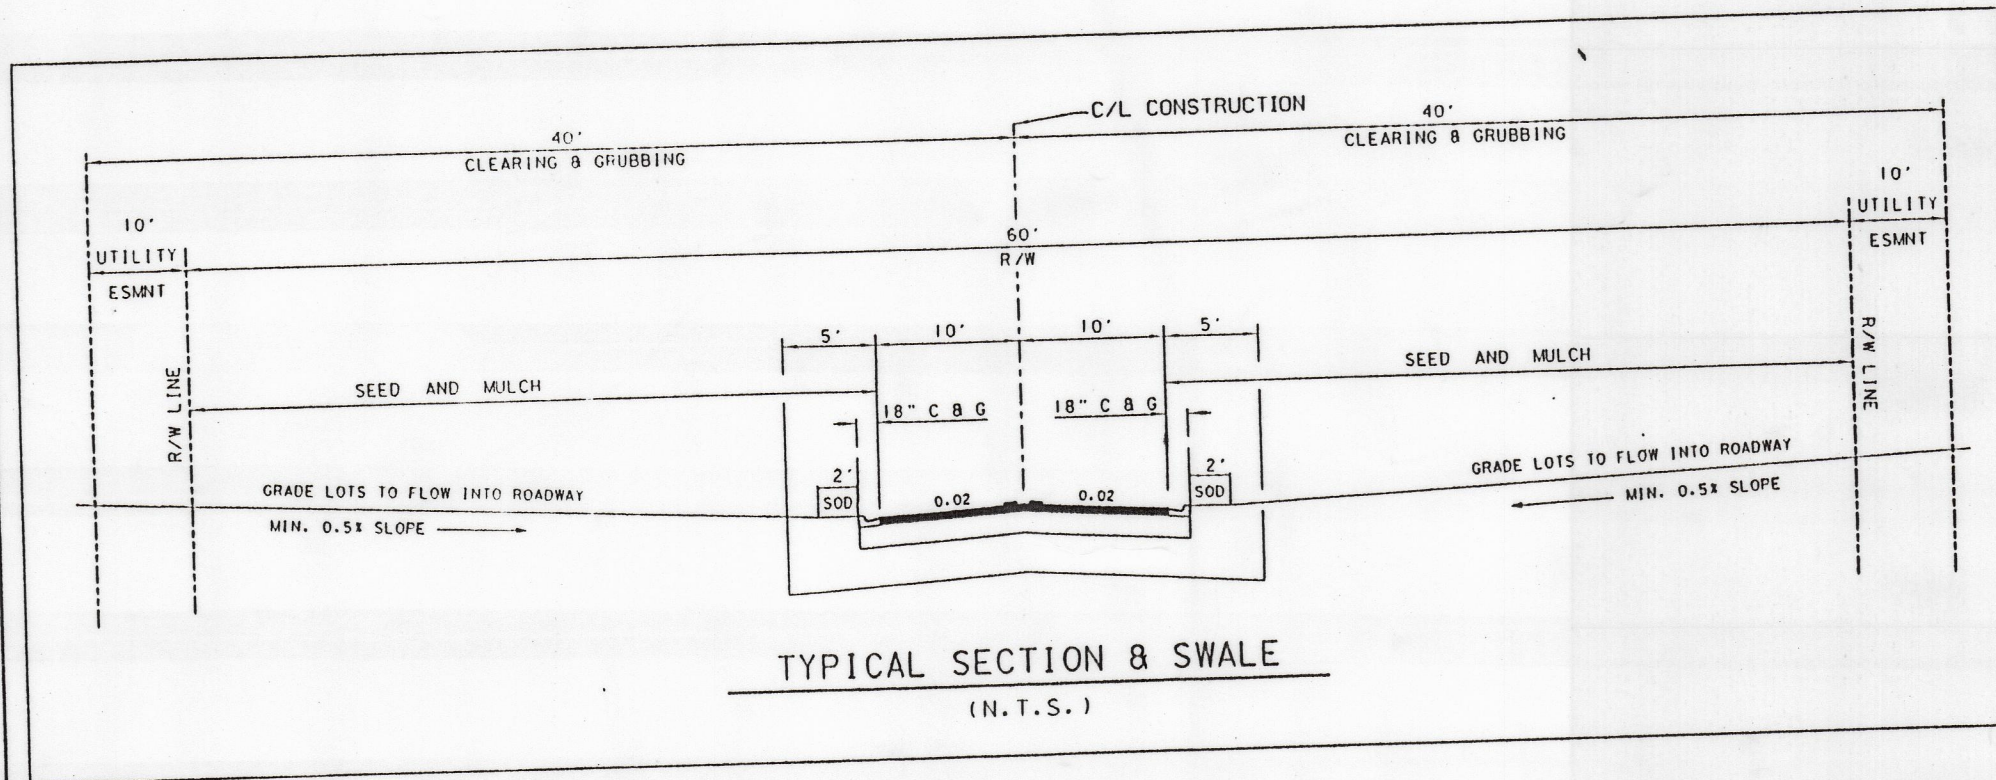 C/L CONSTRUCTION
40'
CLEARING & GRUBBING
40'
CLEARING & GRUBBING
10'
UTILITY
ESMNT
10'
UTILITY
ESMNT
60'
R/W
5'
10'
10'
5'
R/W LINE
SEED AND MULCH
SEED AND MULCH
R/W LINE
18" C & G
18" C & G
2'
SOD
0.02
0.02
2'
SOD
GRADE LOTS TO FLOW INTO ROADWAY
MIN. 0.5% SLOPE
GRADE LOTS TO FLOW INTO ROADWAY
MIN. 0.5% SLOPE
TYPICAL SECTION & SWALE
(N.T.S.)